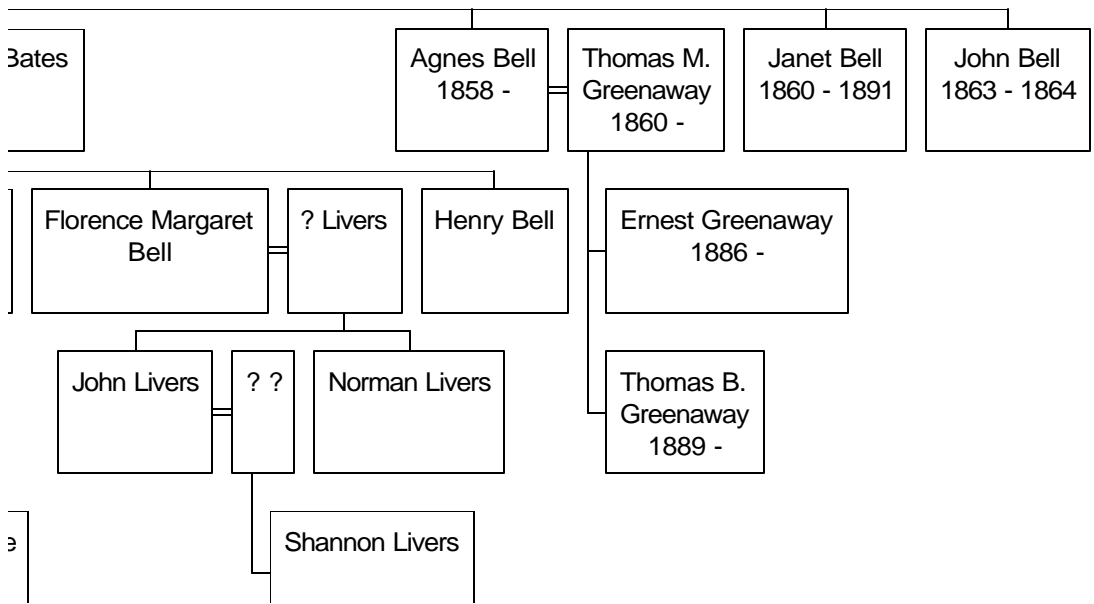 Bates
Agnes Bell
1858 -
Thomas M.
Greenaway
1860 -
Janet Bell
1860 - 1891
John Bell
1863 - 1864
Florence Margaret
Bell
? Livers
Henry Bell
Ernest Greenaway
1886 -
John Livers
? ?
Norman Livers
Thomas B.
Greenaway
1889 -
e
Shannon Livers